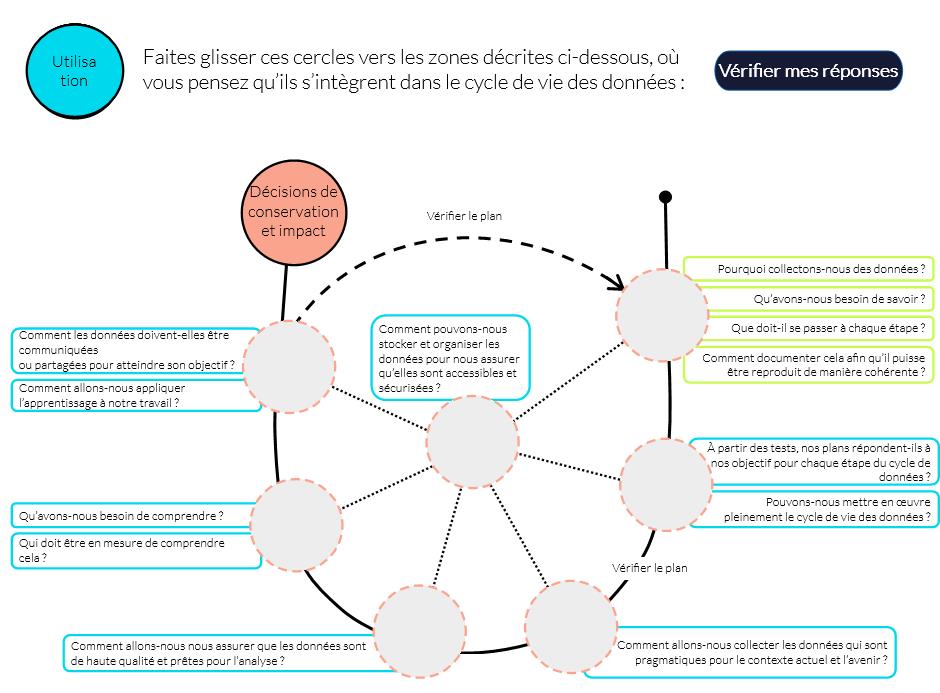 Utilisa
tion
Faites glisser ces cercles vers les zones décrites ci-dessous, où
vous pensez qu'ils s'intègrent dans le cycle de vie des données :
Vérifier mes réponses
Décisions de
conservation
et impact
Vérifier le plan
Pourquoi collectons-nous des données ?
Qu'avons-nous besoin de savoir ?
Que doit-il se passer à chaque étape ?
Comment documenter cela afin qu'il puisse
être reproduit de manière cohérente ?
Comment les données doivent-elles être
communiquées
ou partagées pour atteindre son objectif ?
Comment allons-nous appliquer
l'apprentissage à notre travail ?
Comment pouvons-nous
stocker et organiser les
données pour nous assurer
qu'elles sont accessibles et
sécurisées ?
À partir des tests, nos plans répondent-ils à
nos objectif pour chaque étape du cycle de
données ?
Pouvons-nous mettre en œuvre
pleinement le cycle de vie des données ?
Qu'avons-nous besoin de comprendre ?
Qui doit être en mesure de comprendre
cela ?
Vérifier le plan
Comment allons-nous nous assurer que les données sont
de haute qualité et prêtes pour l'analyse ?
Comment allons-nous collecter les données qui sont
pragmatiques pour le contexte actuel et l'avenir ?